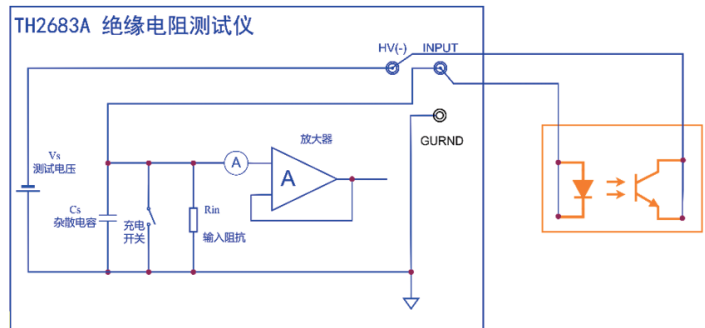 TH2683A 绝缘电阻测试仪
HV(-) INPUT
放大器
GURND
A
A
Vs
测试电压
Cs
杂散电容
充电
开关
Rin
输入阻抗